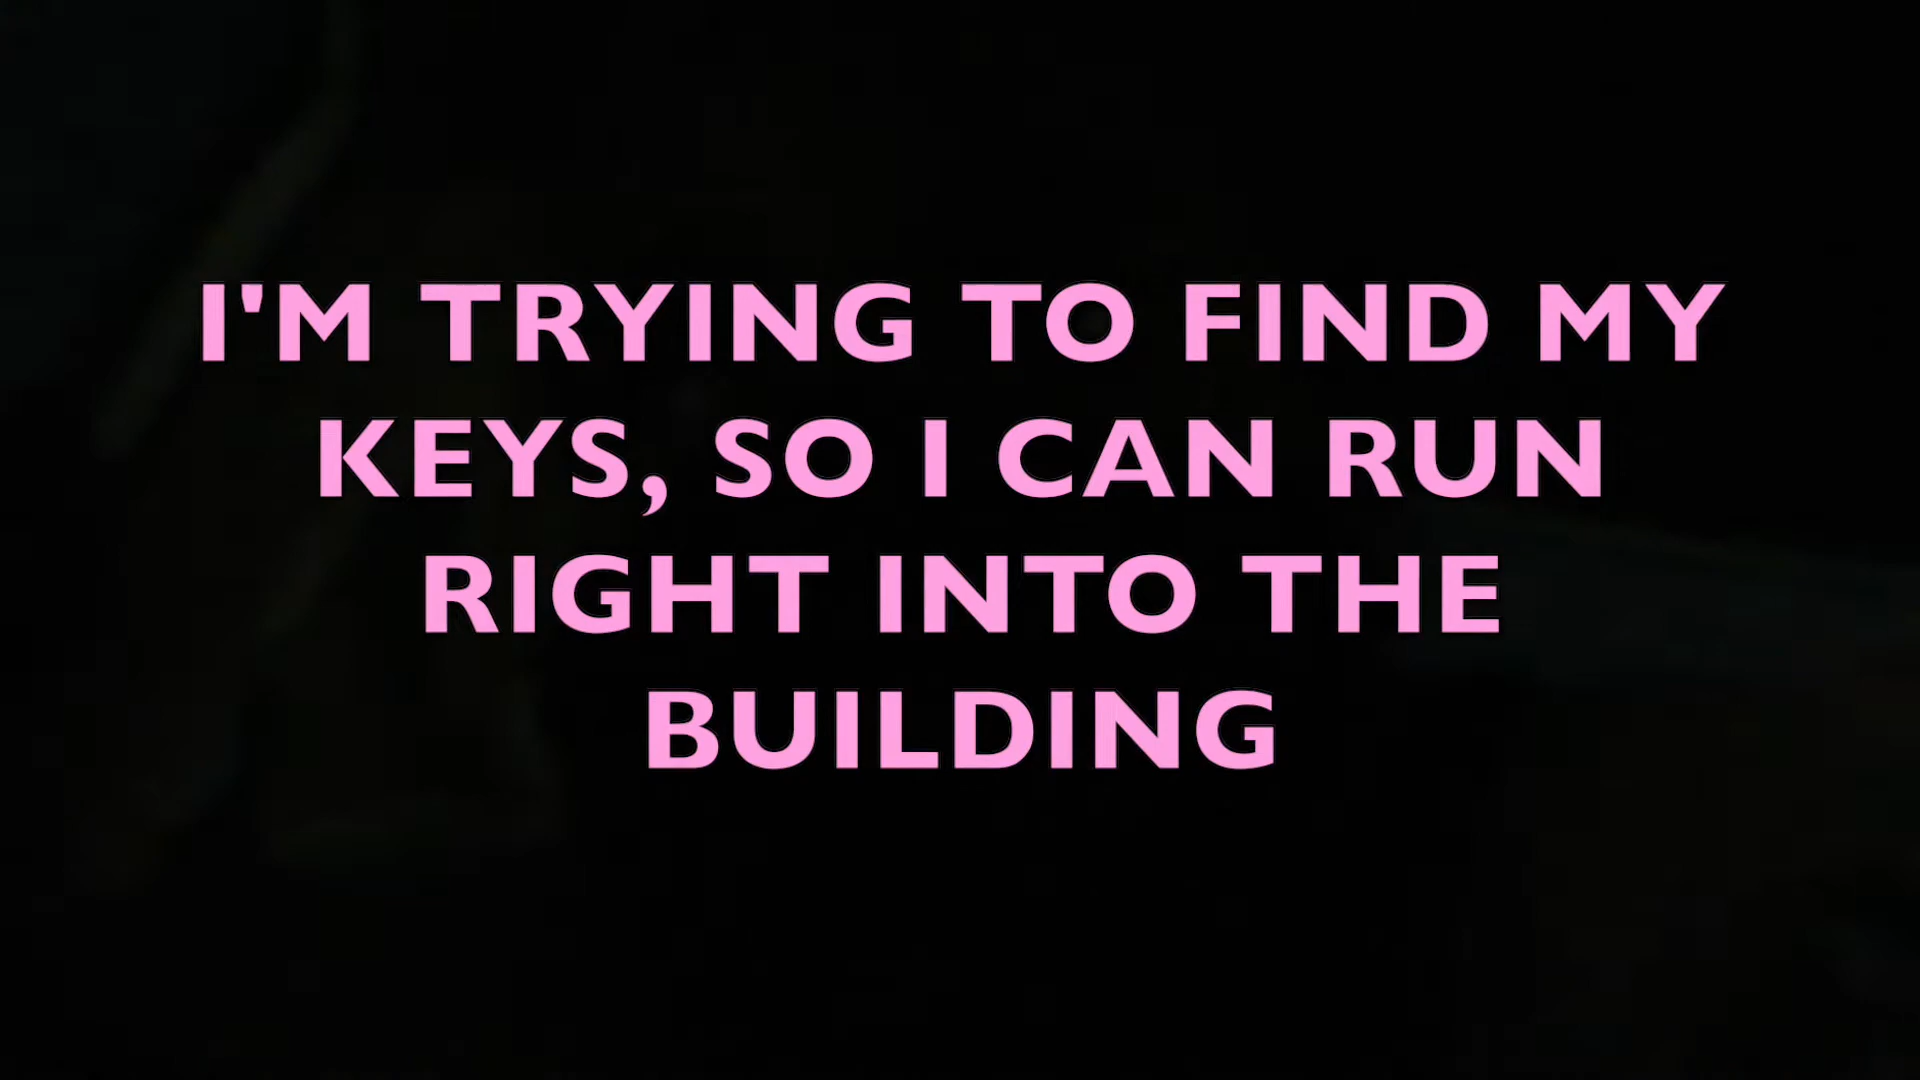 I'M TRYING TO FIND MY
KEYS, SO I CAN RUN
RIGHT INTO THE
BUILDING